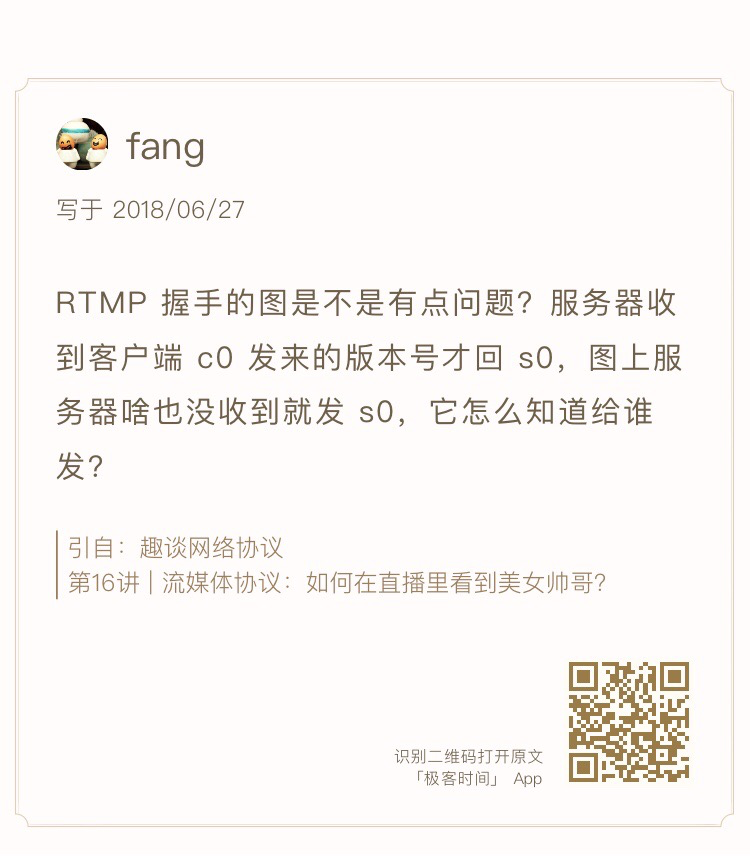 fang
写于 2018/06/27
RTMP 握手的图是不是有点问题？服务器收
到客户端 c0 发来的版本号才回 s0，图上服
务器啥也没收到就发 s0，它怎么知道给谁
发？
引自：趣谈网络协议
第16讲 | 流媒体协议：如何在直播里看到美女帅哥？
识别二维码打开原文
「极客时间」 App